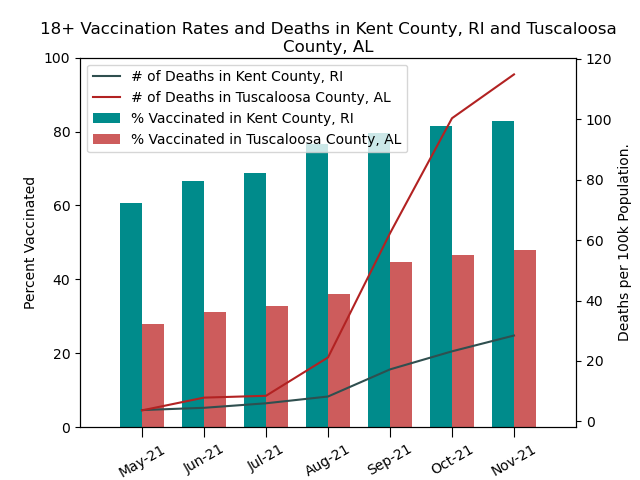 18+ Vaccination Rates and Deaths in Kent County, RI and Tuscaloosa
County, AL
# of Deaths in Kent County, RI
# of Deaths in Tuscaloosa County, AL
% Vaccinated in Kent County, RI
% Vaccinated in Tuscaloosa County, AL
Percent Vaccinated
100
80
60
40
20
0
Deaths per 100k Population.
120
100
80
60
40
20
0
May-21
Jun-21
Jul-21
Aug-21
Sep-21
Oct-21
Nov-21